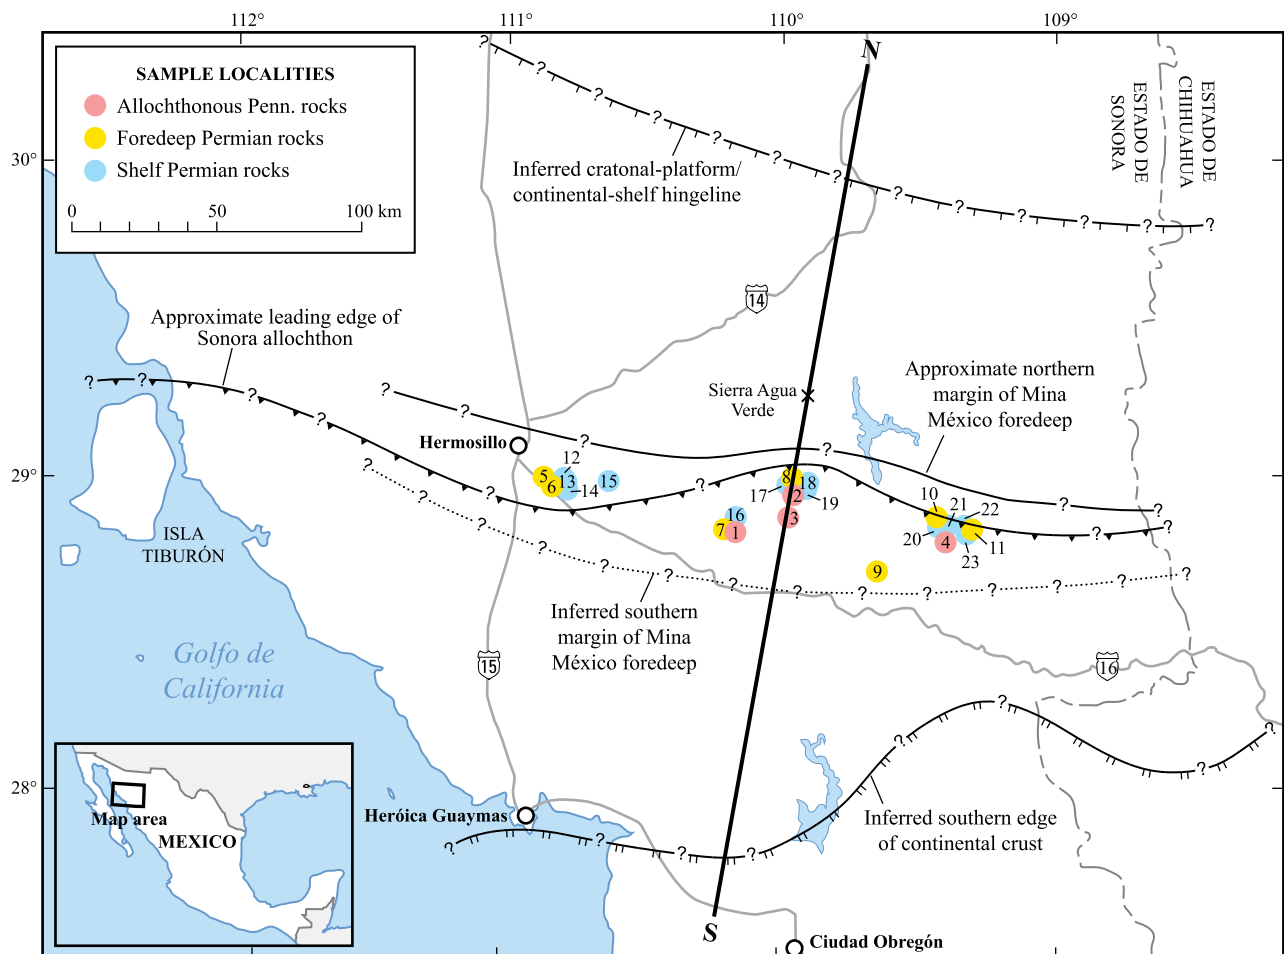 112°
111°
110°
109°
SAMPLE LOCALITIES
Allochthonous Penn. rocks
Foredeep Permian rocks
Shelf Permian rocks
0
50
100 km
30°
29°
28°
?
?
?
?
?
?
?
?
?
?
?
?
?
N
Inferred cratonal-platform/
continental-shelf hingeline
ESTADO DE
SONORA
ESTADO DE
CHIHUAHUA
14
Approximate leading edge of
Sonora allochthon
?
?
?
?
?
?
?
?
?
?
?
?
Sierra Agua
Verde
Approximate northern
margin of Mina
México foredeep
Hermosillo
5
6
12
13
14
15
7
16
1
8
17
18
2
19
3
9
10
20
21
22
4
11
23
ISLA
TIBURÓN
?
?
?
?
?
?
?
?
?
?
?
?
?
?
Inferred southern
margin of Mina
México foredeep
15
16
Golfo de
California
?
?
?
?
?
?
?
?
Inferred southern edge
of continental crust
Heróica Guaymas
Map area
MEXICO
S
Ciudad Obregón